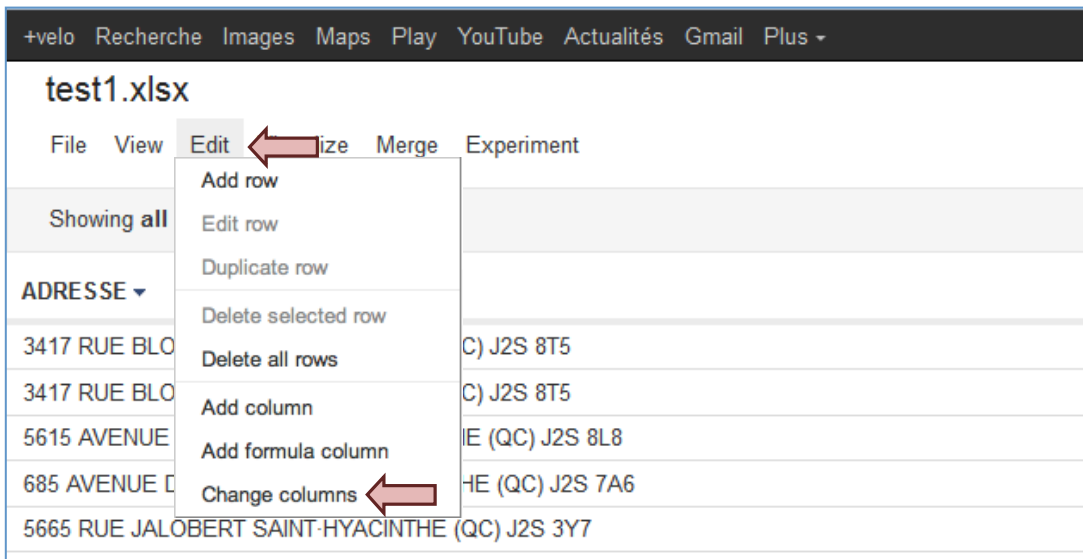 +velo Recherche Images Maps Play YouTube Actualités Gmail Plus
test1.xlsx
File View Edit ize Merge Experiment
Add row
Showing all
Edit row
Duplicate row
ADRESSE
Delete selected row
3417 RUE BLO C) J2S 8T5
Delete all rows
3417 RUE BLO C) J2S 8T5
Add column
5615 AVENUE IE (QC) J2S 8L8
Add formula column
685 AVENUE D HE (QC) J2S 7A6
Change columns
5665 RUE JALOBERT SAINT-HYACINTHE (QC) J2S 3Y7